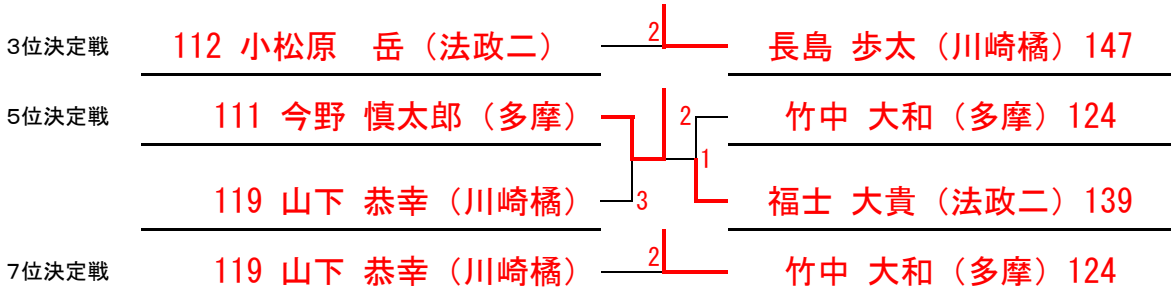 3位決定戦 112 小松原 岳（法政二） 2 長島 歩太（川崎橘）147
5位決定戦 111 今野 慎太郎（多摩） 2 竹中 大和（多摩）124
1
119 山下 恭幸（川崎橘） 3 福士 大貴（法政二）139
7位決定戦 119 山下 恭幸（川崎橘） 2 竹中 大和（多摩）124